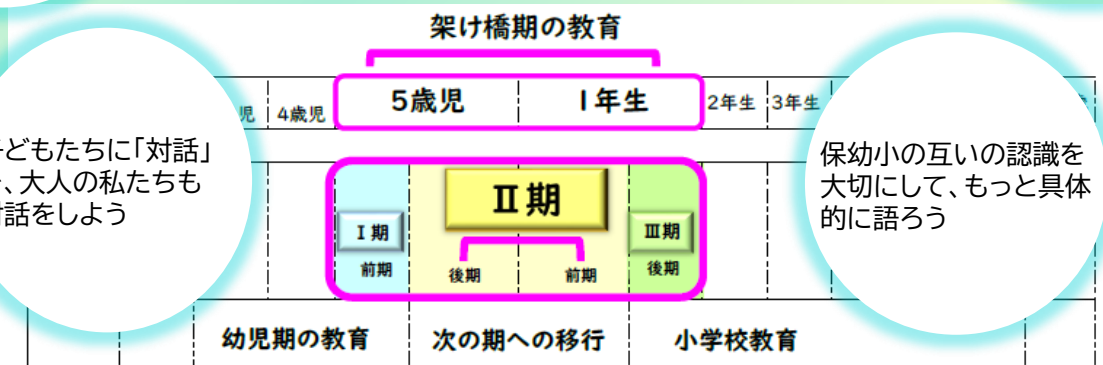 架け橋期の教育
児
4歳児
5歳児
1年生
2年生
3年生
どもたちに「対話」
、大人の私たちも
対話をしよう
保幼小の互いの認識を
大切にして、もっと具体
的に語ろう
Ⅰ期
前期
Ⅱ期
後期
前期
Ⅲ期
後期
幼児期の教育
次の期への移行
小学校教育